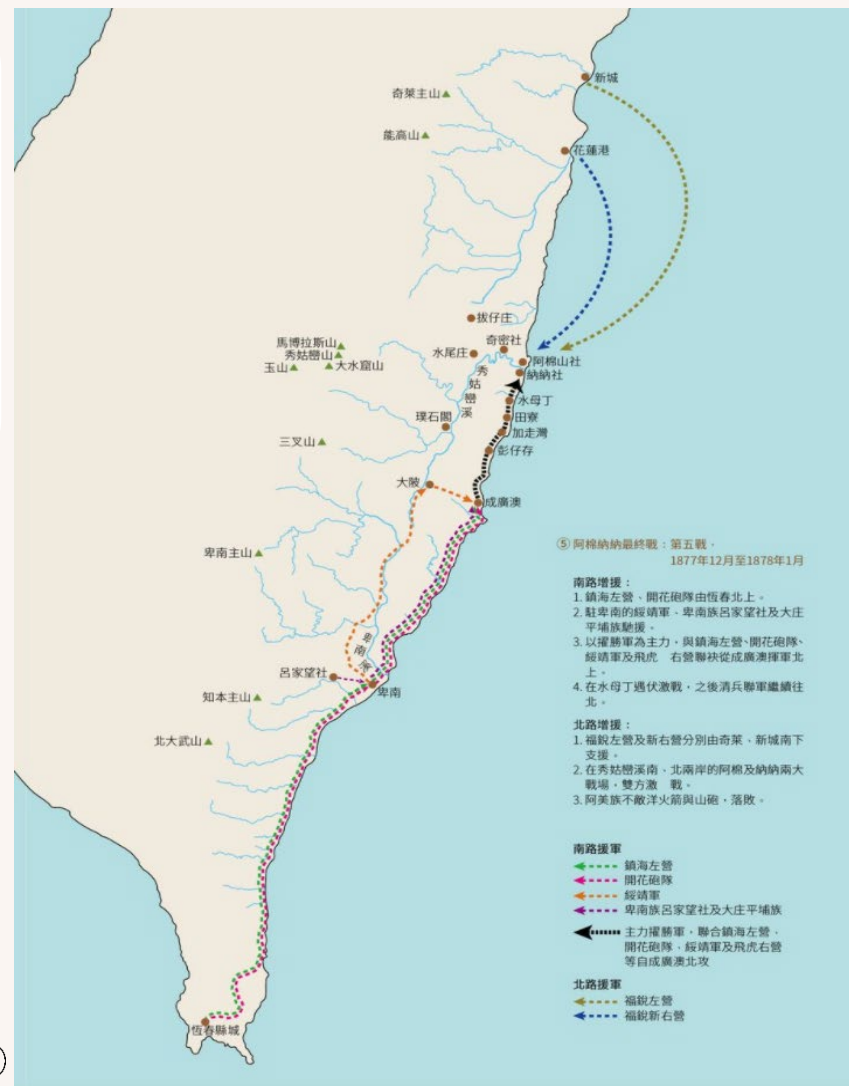 新城
奇萊主山
能高山
花蓮港
拔仔庄
奇密社
馬博拉斯山
水尾庄
阿棉山社
秀姑巒山
玉山
大水窟山
納納社
秀姑巒溪
水母丁
璞石閣
田寮
加走灣
三叉山
彭仔存
大陂
成廣澳
卑南主山
卑南溪
呂家望社
知本主山
卑南
北大武山
恆春縣城
⑤ 阿棉納納最終戰：第五戰．
1877年12月至1878年1月
南路增援：
1. 鎮海左營、開花砲隊由恆春北上。
2. 駐卑南的綏靖軍、卑南族呂家望社及大庄
平埔族馳援。
3. 以擢勝軍為主力，與鎮海左營、開花砲隊、
綏靖軍及飛虎　右營聯袂從成廣澳揮軍北
上。
4. 在水母丁遇伏激戰，之後清兵聯軍繼續往
北。
北路增援：
1. 福銳左營及新右營分別由奇萊、新城南下
支援。
2. 在秀姑巒溪南、北兩岸的阿棉及納納兩大
戰場，雙方激　戰。
3. 阿美族不敵洋火箭與山砲，落敗。
南路援軍
鎮海左營
開花砲隊
綏靖軍
卑南族呂家望社及大庄平埔族
主力擢勝軍，聯合鎮海左營．
開花砲隊．綏靖軍及飛虎右營
等自成廣澳北攻
北路援軍
福銳左營
福銳新右營